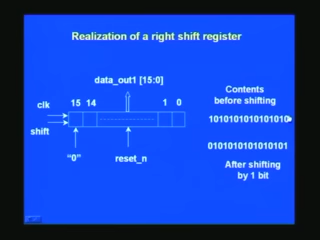 Realization of a right shift register
data_out1 [15:0]
clk
15 14
1 0
shift
"0"
reset_n
Contents
before shifting
1010101010101010
0101010101010101
After shifting
by 1 bit